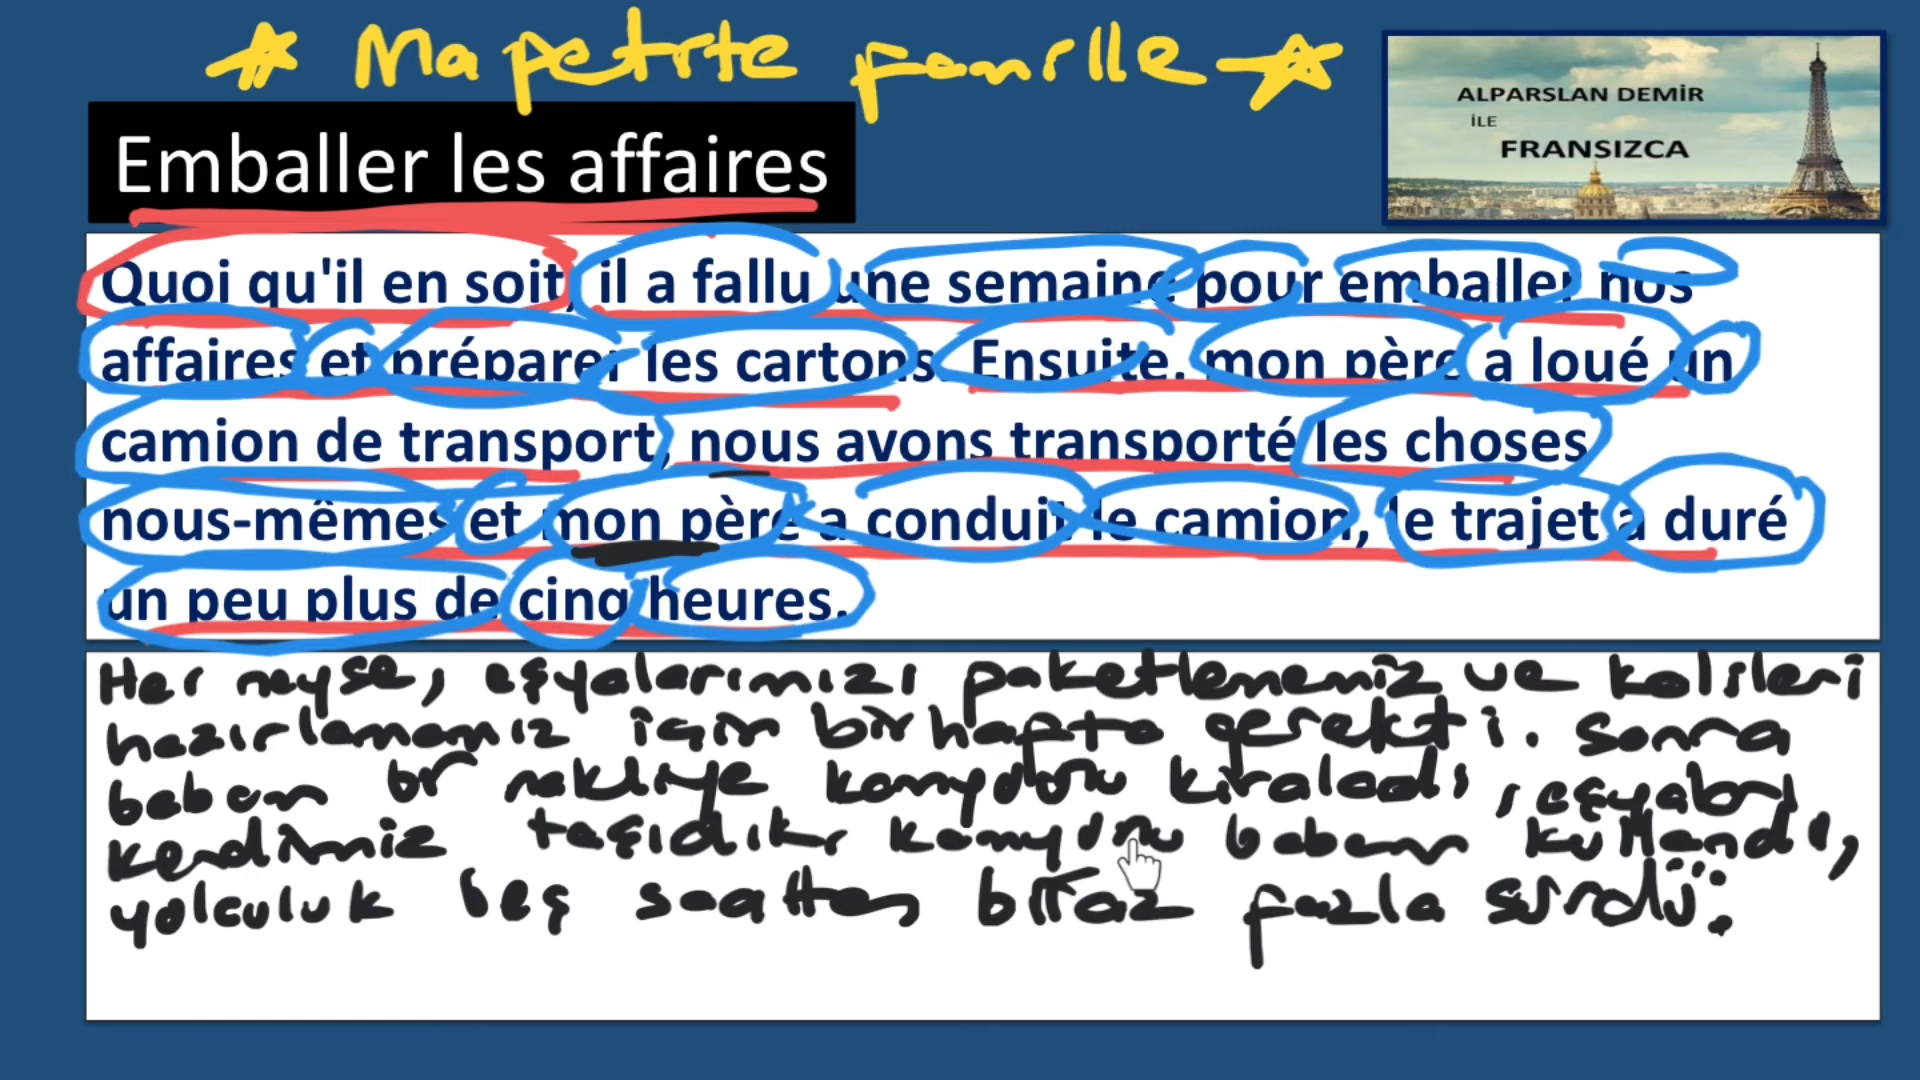 Ma petite famille
ALPARSLAN DEMİR
İLE
FRANSIZCA
Emballer les affaires
Quoi qu'il en soit, il a fallu une semaine pour emballer nos
affaires et préparer les cartons. Ensuite, mon père a loué un
camion de transport, nous avons transporté les choses
nous-mêmes et mon père a conduit le camion, le trajet a duré
un peu plus de cinq heures.
Her neyse, eşyalarımızı paketlememiz ve kolileri
hazırlamamız için bir hafta gerekti. Sonra
babam bir nakliye kamyonu kiraladı, eşyaları
kendimiz taşıdık, kamyonu babam kullandı,
yolculuk beş saatten biraz fazla sürdü.